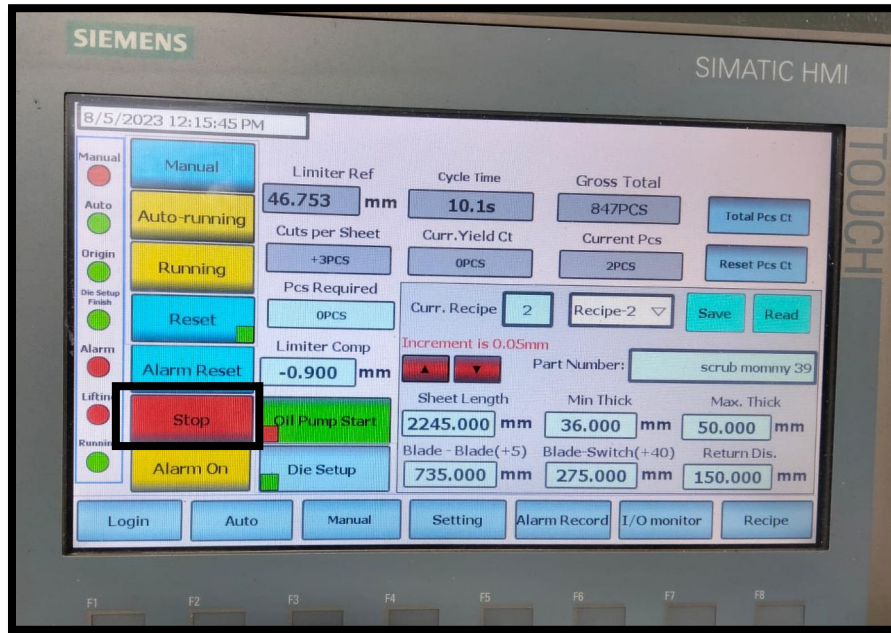 SIEMENS
SIMATIC HMI
TOUCH
8/5/2023 12:15:45 PM
Manual
Auto
Origin
Die Setup
Finish
Alarm
Liftin
Runnin
Manual
Auto-running
Running
Reset
Alarm Reset
Stop
Alarm On
Limiter Ref
46.753 mm
Cycle Time
10.1s
Gross Total
847PCS
Total Pcs Ct
Cuts per Sheet
+3PCS
Curr.Yield Ct
0PCS
Current Pcs
2PCS
Reset Pcs Ct
Pcs Required
0PCS
Limiter Comp
-0.900 mm
Oil Pump Start
Die Setup
Curr. Recipe 2 Recipe-2 Save Read
Increment is 0.05mm
Part Number: scrub mommy 39
Sheet Length Min Thick Max. Thick
2245.000 mm 36.000 mm 50.000 mm
Blade - Blade(+5) Blade-Switch(+40) Return Dis.
735.000 mm 275.000 mm 150.000 mm
Login Auto Manual Setting Alarm Record I/O monitor Recipe
F1 F2 F3 F4 F5 F6 F7 F8